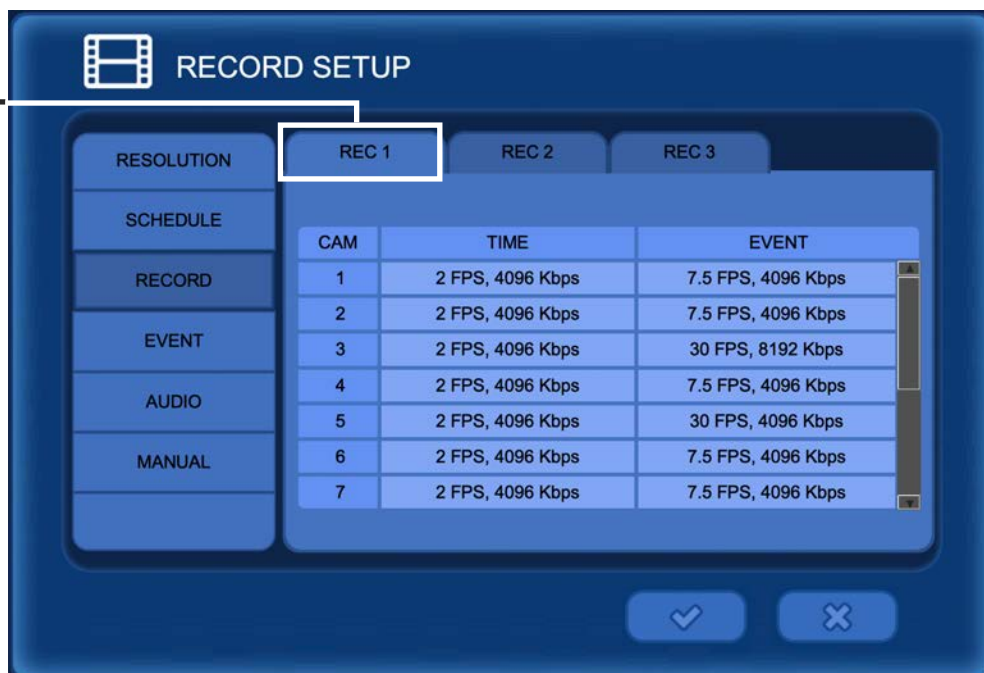 RECORD SETUP
RESOLUTION
SCHEDULE
RECORD
EVENT
AUDIO
MANUAL
REC 1 REC 2 REC 3
CAM TIME EVENT
1 2 FPS, 4096 Kbps 7.5 FPS, 4096 Kbps
2 2 FPS, 4096 Kbps 7.5 FPS, 4096 Kbps
3 2 FPS, 4096 Kbps 30 FPS, 8192 Kbps
4 2 FPS, 4096 Kbps 7.5 FPS, 4096 Kbps
5 2 FPS, 4096 Kbps 30 FPS, 4096 Kbps
6 2 FPS, 4096 Kbps 7.5 FPS, 4096 Kbps
7 2 FPS, 4096 Kbps 7.5 FPS, 4096 Kbps